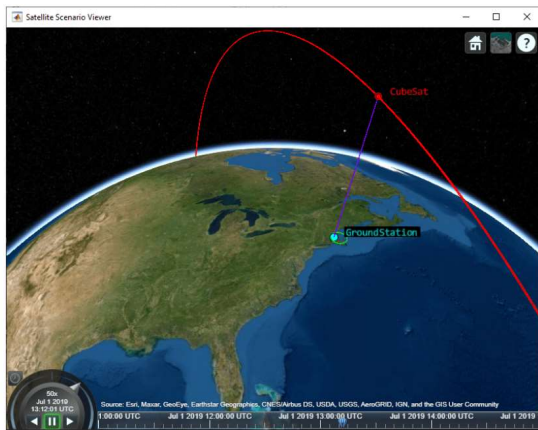 Satellite Scenario Viewer
?
CubeSat
GroundStation
50x
Jul 1 2019
13:12:01 UTC
Source: Esri, Maxar, GeoEye, Earthstar Geographics, CNES/Airbus DS, USDA, USGS, AeroGRID, IGN, and the GIS User Community
1:00:00 UTC
Jul 1 2019 12:00:00 UTC
Jul 1 2019 13:00:00 UTC
Jul 1 2019 14:00:00 UTC
Jul 1 2019 1